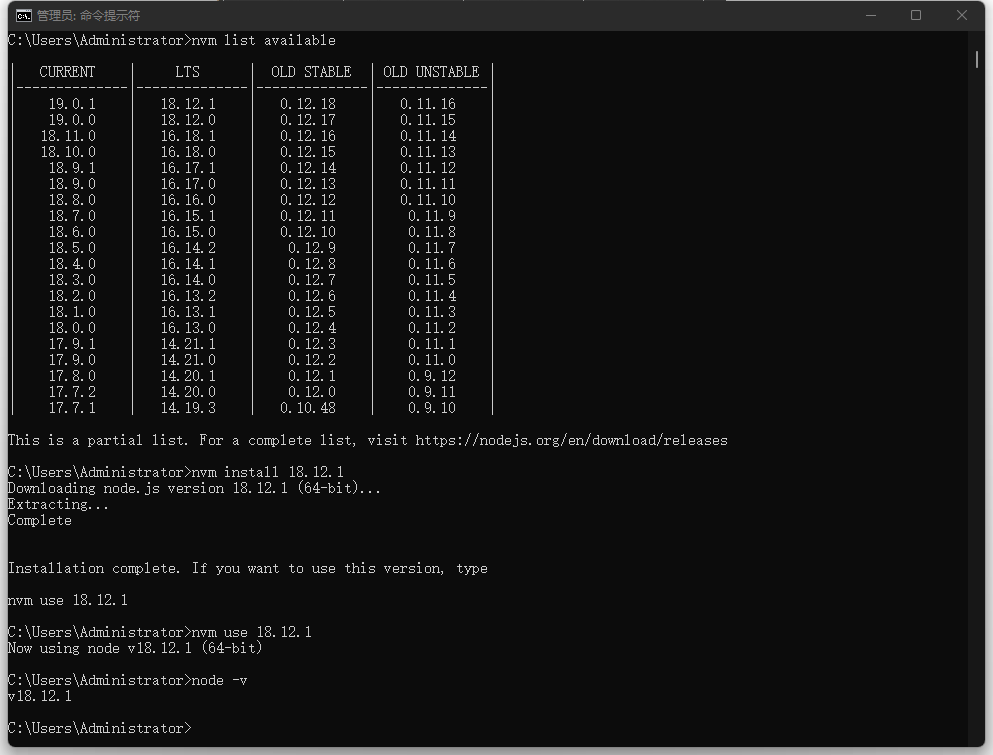 管理员: 命令提示符
C:\Users\Administrator>nvm list available
| CURRENT | LTS | OLD STABLE | OLD UNSTABLE |
|--------------|--------------|--------------|--------------|
| 19.0.1 | 18.12.1 | 0.12.18 | 0.11.16 |
| 19.0.0 | 18.12.0 | 0.12.17 | 0.11.15 |
| 18.11.0 | 16.18.1 | 0.12.16 | 0.11.14 |
| 18.10.0 | 16.18.0 | 0.12.15 | 0.11.13 |
| 18.9.1 | 16.17.1 | 0.12.14 | 0.11.12 |
| 18.9.0 | 16.17.0 | 0.12.13 | 0.11.11 |
| 18.8.0 | 16.16.0 | 0.12.12 | 0.11.10 |
| 18.7.0 | 16.15.1 | 0.12.11 | 0.11.9 |
| 18.6.0 | 16.15.0 | 0.12.10 | 0.11.8 |
| 18.5.0 | 16.14.2 | 0.12.9 | 0.11.7 |
| 18.4.0 | 16.14.1 | 0.12.8 | 0.11.6 |
| 18.3.0 | 16.14.0 | 0.12.7 | 0.11.5 |
| 18.2.0 | 16.13.2 | 0.12.6 | 0.11.4 |
| 18.1.0 | 16.13.1 | 0.12.5 | 0.11.3 |
| 18.0.0 | 16.13.0 | 0.12.4 | 0.11.2 |
| 17.9.1 | 14.21.1 | 0.12.3 | 0.11.1 |
| 17.9.0 | 14.21.0 | 0.12.2 | 0.11.0 |
| 17.8.0 | 14.20.1 | 0.12.1 | 0.9.12 |
| 17.7.2 | 14.20.0 | 0.12.0 | 0.9.11 |
| 17.7.1 | 14.19.3 | 0.10.48 | 0.9.10 |
This is a partial list. For a complete list, visit https://nodejs.org/en/download/releases
C:\Users\Administrator>nvm install 18.12.1
Downloading node.js version 18.12.1 (64-bit)...
Extracting...
Complete
Installation complete. If you want to use this version, type
nvm use 18.12.1
C:\Users\Administrator>nvm use 18.12.1
Now using node v18.12.1 (64-bit)
C:\Users\Administrator>node -v
v18.12.1
C:\Users\Administrator>